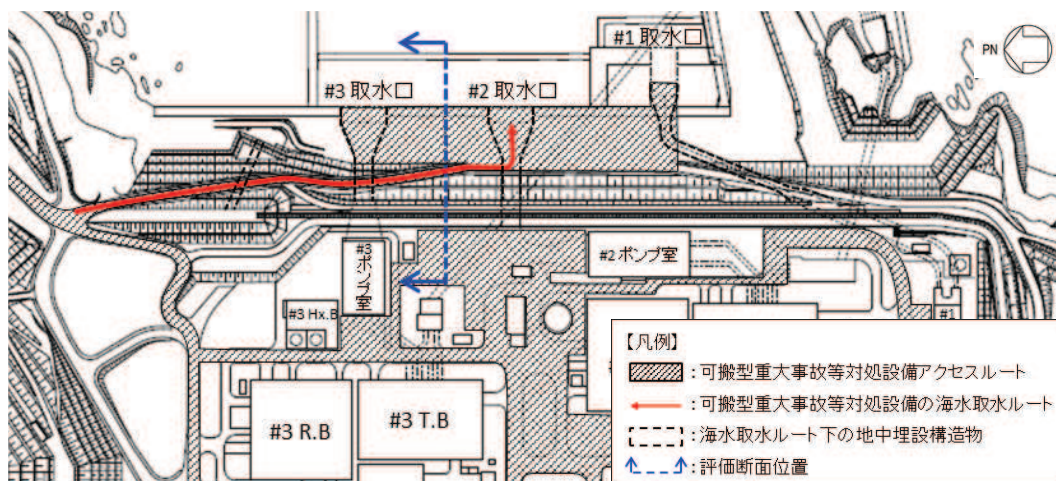 #1 取水口
PN
#3 取水口
#2 取水口
#3 ポンプ室
#2 ポンプ室
#3 Hx.B
#1
#3 R.B
#3 T.B
【凡例】
:可搬型重大事故等対処設備アクセスルート
:可搬型重大事故等対処設備の海水取水ルート
:海水取水ルート下の地中埋設構造物
:評価断面位置